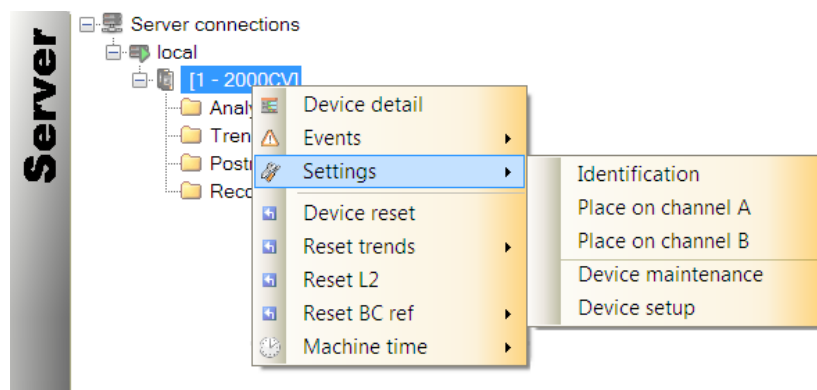 Server
Server connections
local
[1 - 2000CV]
Device detail
Events
Settings
Device reset
Reset trends
Reset L2
Reset BC ref
Machine time
Identification
Place on channel A
Place on channel B
Device maintenance
Device setup